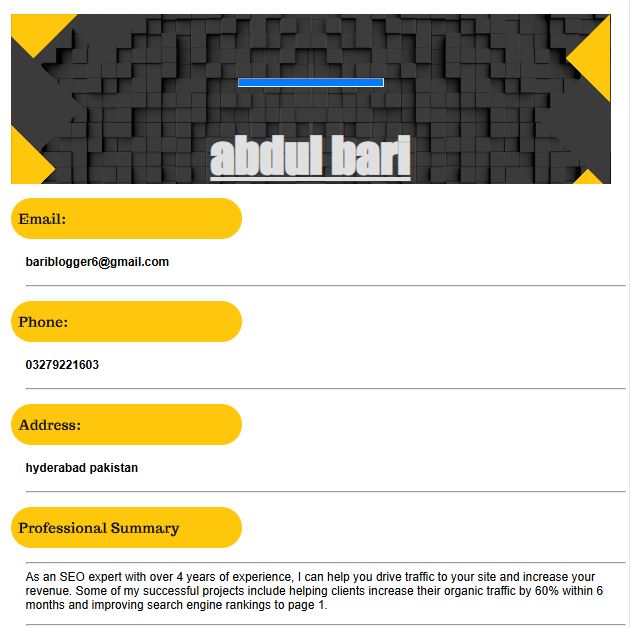 abdul bari
Email:
bariblogger6@gmail.com
Phone:
03279221603
Address:
hyderabad pakistan
Professional Summary
As an SEO expert with over 4 years of experience, I can help you drive traffic to your site and increase your
revenue. Some of my successful projects include helping clients increase their organic traffic by 60% within 6
months and improving search engine rankings to page 1.